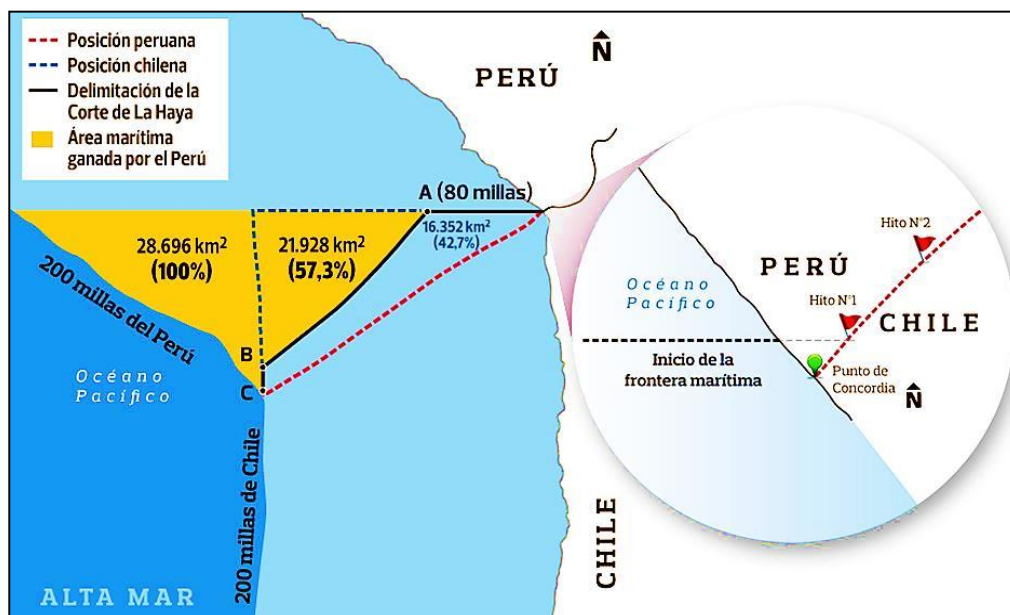 Posición peruana
Posición chilena
Delimitación de la
Corte de La Haya
Área marítima
ganada por el Perú
N
PERÚ
A (80 millas)
16.352 km²
(42,7%)
28.696 km²
(100%)
21.928 km²
(57,3%)
200 millas del Perú
B
C
Océano
Pacífico
200 millas de Chile
ALTA MAR
CHILE
Hito N°2
PERÚ
Océano
Pacífico
Hito N°1
CHILE
Inicio de la
frontera marítima
Punto de
Concordia
N